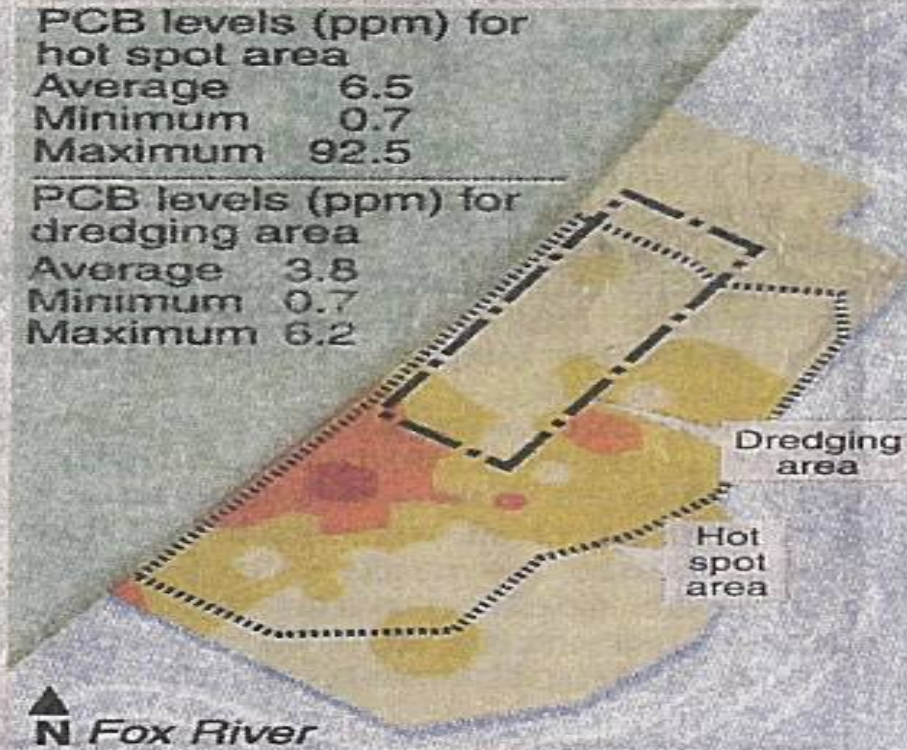 PCB levels (ppm) for
hot spot area
Average 6.5
Minimum 0.7
Maximum 92.5
PCB levels (ppm) for
dredging area
Average 3.8
Minimum 0.7
Maximum 6.2
Dredging
area
Hot
spot
area
N Fox River